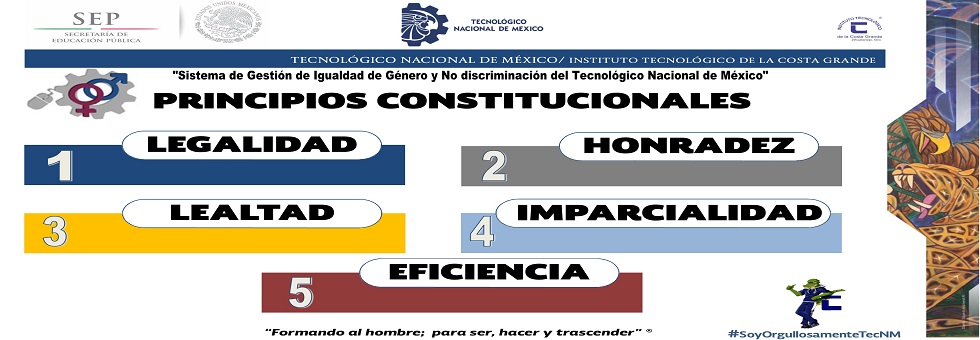 SEP
SECRETARÍA DE
EDUCACIÓN PÚBLICA
TECNOLÓGICO
NACIONAL DE MÉXICO
INSTITUTO TECNOLÓGICO
de la Costa Grande
TECNOLÓGICO NACIONAL DE MÉXICO/ INSTITUTO TECNOLÓGICO DE LA COSTA GRANDE
"Sistema de Gestión de Igualdad de Género y No discriminación del Tecnológico Nacional de México"
PRINCIPIOS CONSTITUCIONALES
1 LEGALIDAD
2 HONRADEZ
3 LEALTAD
4 IMPARCIALIDAD
5 EFICIENCIA
"Formando al hombre; para ser, hacer y trascender" ®
#SoyOrgullosamenteTecNM